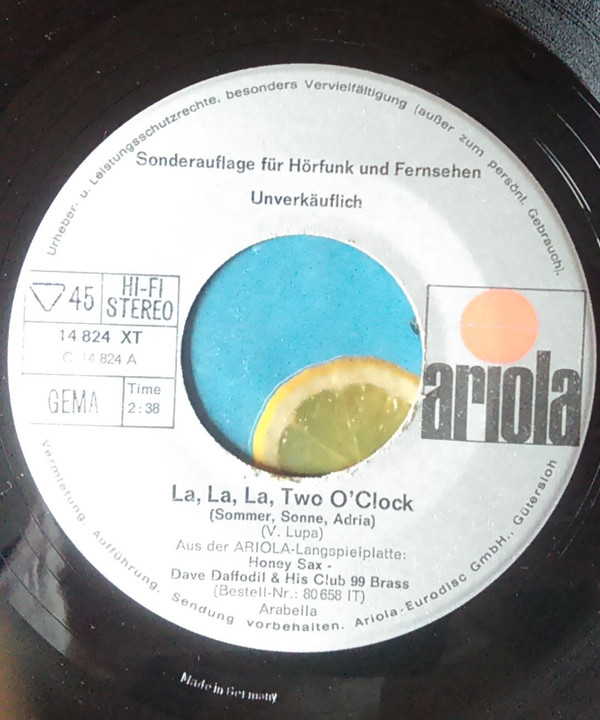 Urheber- u. Leistungsschutzrechte, besonders Vervielfältigung (außer zum persönl. Gebrauch).
Sonderauflage für Hörfunk und Fernsehen
Unverkäuflich
45
HI-FI
STEREO
14 824 XT
C 14 824 A
GEMA
Time
2:38
ariola
La, La, La, Two O'Clock
(Sommer, Sonne, Adria)
(V. Lupa)
Aus der ARIOLA-Langspielplatte:
Honey Sax -
Dave Daffodil & His Club 99 Brass
(Bestell-Nr.: 80 658 IT)
Arabella
Vermietung. Aufführung. Sendung vorbehalten. Ariola-Eurodisc GmbH., Gütersloh
Made in Germany